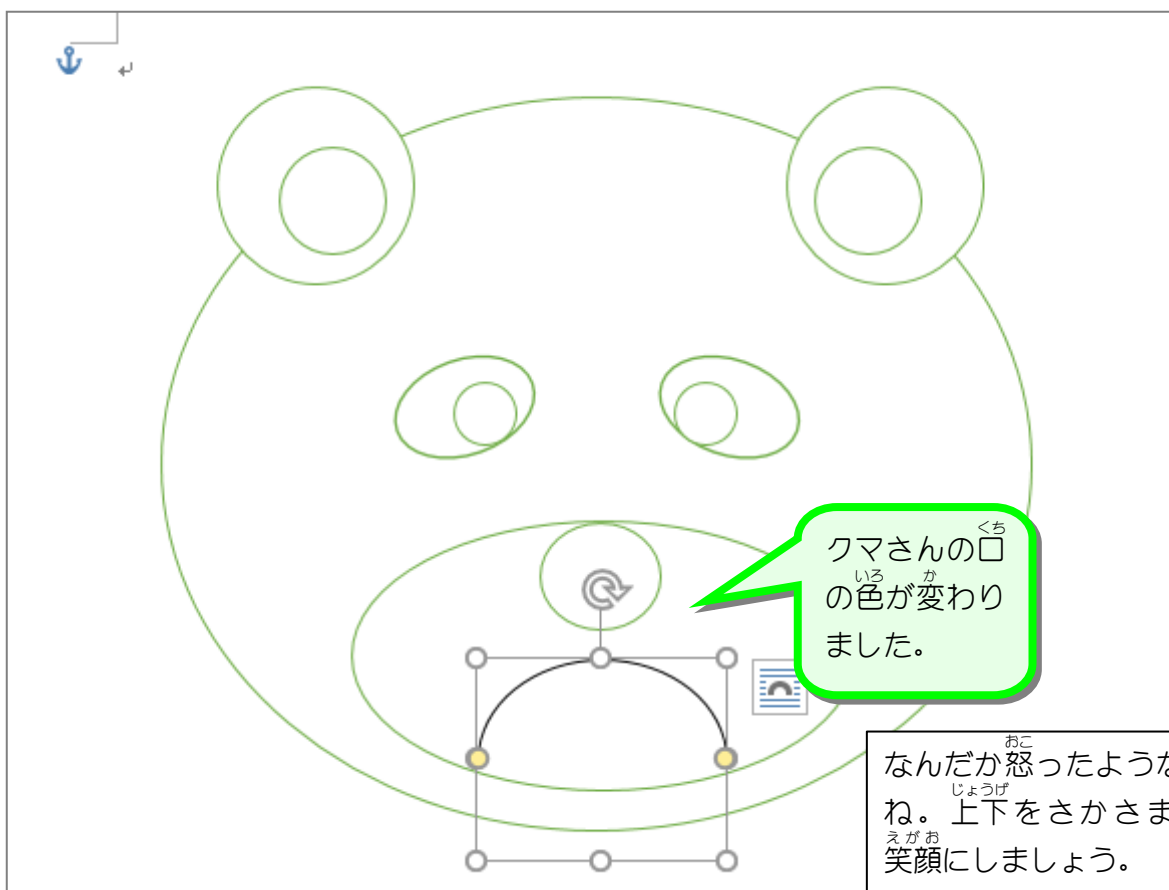 クマさんの口
の色が変わり
ました。
なんだか怒ったような
ね。上下をさかさま
笑顔にしましょう。